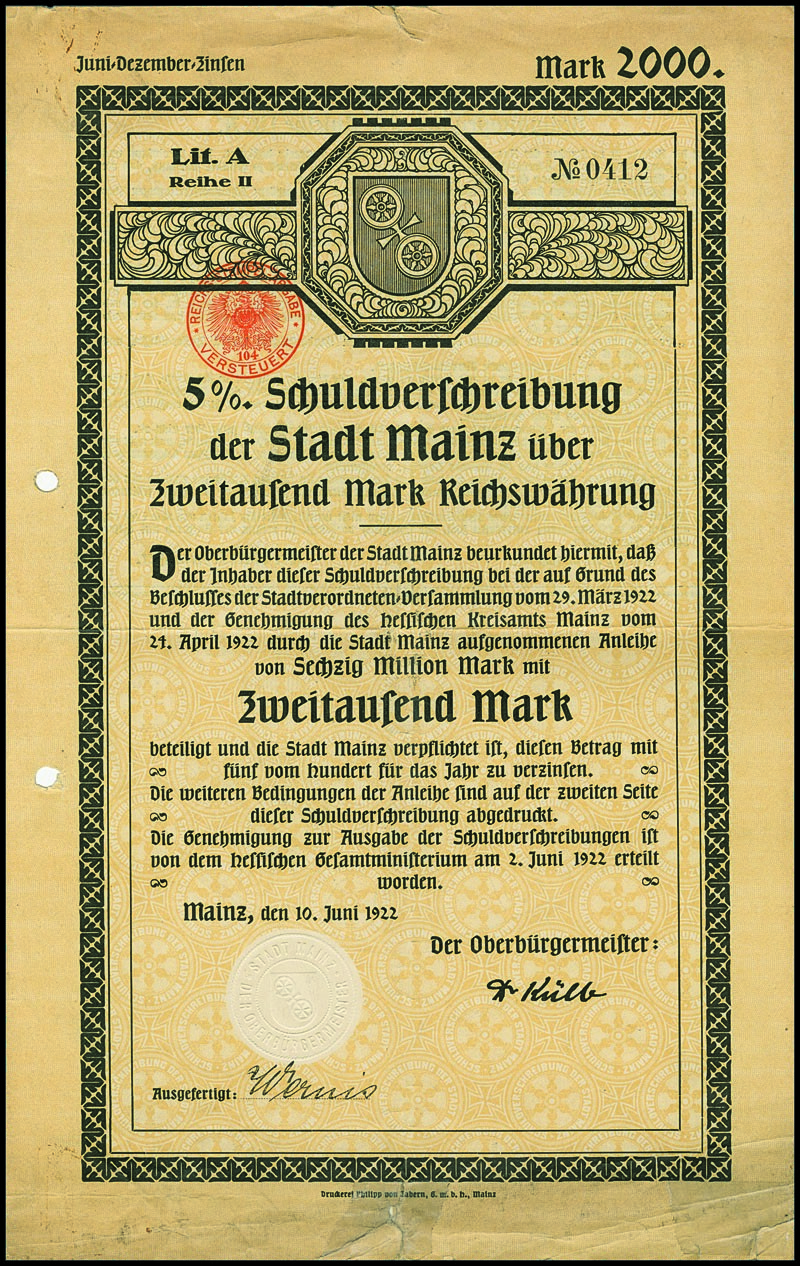 Juni-Dezember-Zinsen
Mark 2000.
Lit. A
Reihe II
№ 0412
REICHSSTEMPELABGABE
104
VERSTEUERT
5%. Schuldverschreibung
der Stadt Mainz über
Zweitausend Mark Reichswährung
Der Oberbürgermeister der Stadt Mainz beurkundet hiermit, daß
der Inhaber dieser Schuldverschreibung bei der auf Grund des
Beschlusses der Stadtverordneten-Versammlung vom 29. März 1922
und der Genehmigung des hessischen Kreisamts Mainz vom
24. April 1922 durch die Stadt Mainz aufgenommenen Anleihe
von Sechzig Million Mark mit
Zweitausend Mark
beteiligt und die Stadt Mainz verpflichtet ist, diesen Betrag mit
fünf vom hundert für das Jahr zu verzinsen.
Die weiteren Bedingungen der Anleihe sind auf der zweiten Seite
dieser Schuldverschreibung abgedruckt.
Die Genehmigung zur Ausgabe der Schuldverschreibungen ist
von dem hessischen Gesamtministerium am 2. Juni 1922 erteilt
worden.
Mainz, den 10. Juni 1922
Der Oberbürgermeister:
Dr Külb
STADT MAINZ
DER OBERBÜRGERMEISTER
Ausgefertigt:
Druckerei Philipp von Zabern, G. m. b. H., Mainz